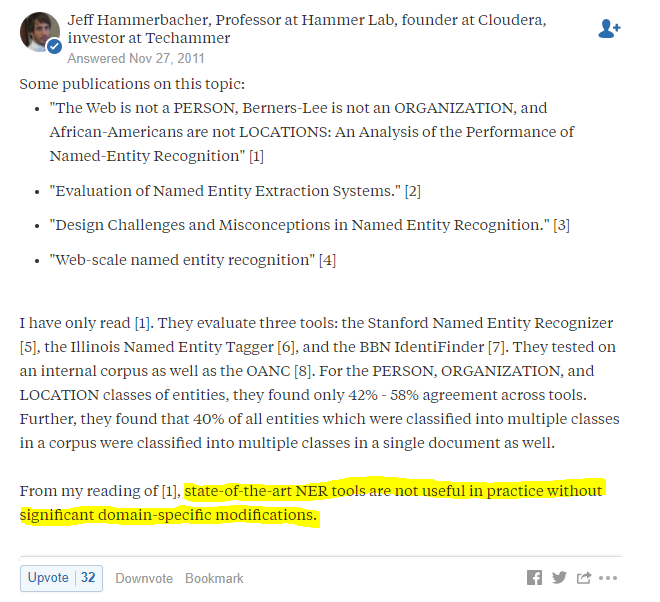 Jeff Hammerbacher, Professor at Hammer Lab, founder at Cloudera,
investor at Techammer
Answered Nov 27, 2011
Some publications on this topic:
• "The Web is not a PERSON, Berners-Lee is not an ORGANIZATION, and
African-Americans are not LOCATIONS: An Analysis of the Performance of
Named-Entity Recognition" [1]
• "Evaluation of Named Entity Extraction Systems." [2]
• "Design Challenges and Misconceptions in Named Entity Recognition." [3]
• "Web-scale named entity recognition" [4]
I have only read [1]. They evaluate three tools: the Stanford Named Entity Recognizer
[5], the Illinois Named Entity Tagger [6], and the BBN IdentiFinder [7]. They tested on
an internal corpus as well as the OANC [8]. For the PERSON, ORGANIZATION, and
LOCATION classes of entities, they found only 42% - 58% agreement across tools.
Further, they found that 40% of all entities which were classified into multiple classes
in a corpus were classified into multiple classes in a single document as well.
From my reading of [1], state-of-the-art NER tools are not useful in practice without
significant domain-specific modifications.
Upvote 32 Downvote Bookmark